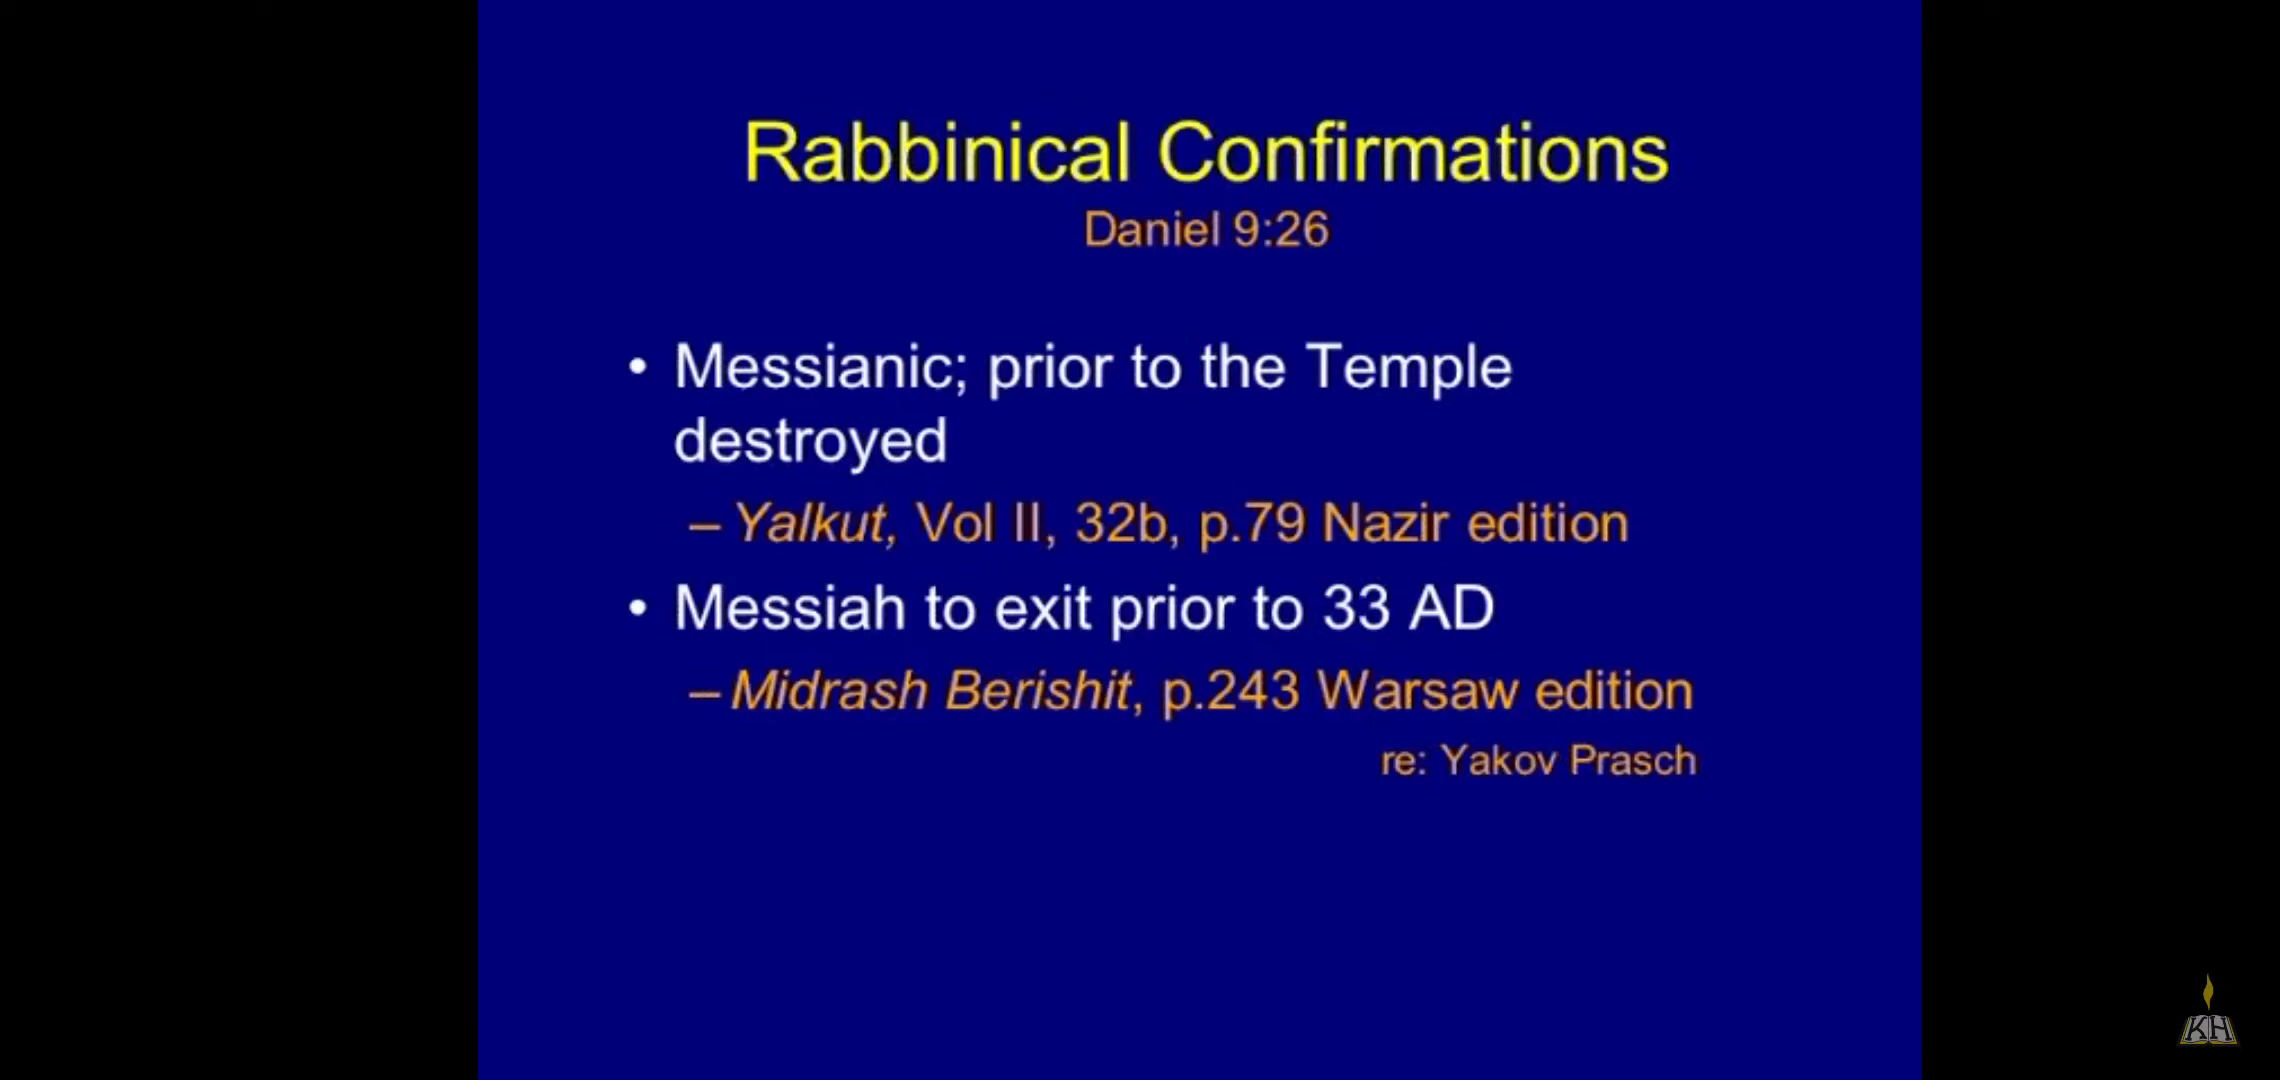 Rabbinical Confirmations
Daniel 9:26
• Messianic; prior to the Temple
destroyed
– Yalkut, Vol II, 32b, p.79 Nazir edition
• Messiah to exit prior to 33 AD
– Midrash Berishit, p.243 Warsaw edition
re: Yakov Prasch
KH